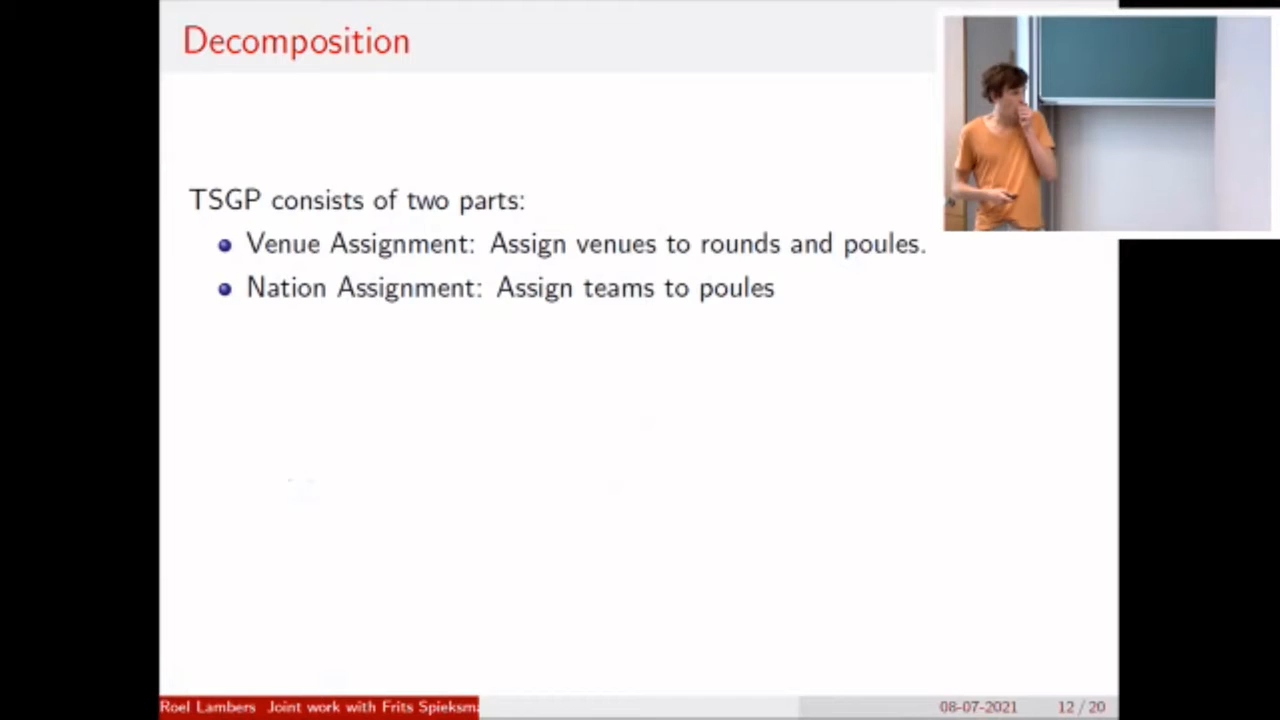 Decomposition
TSGP consists of two parts:
Venue Assignment: Assign venues to rounds and poules.
Nation Assignment: Assign teams to poules
Roel Lambers Joint work with Frits Spieksma
08-07-2021 12 / 20